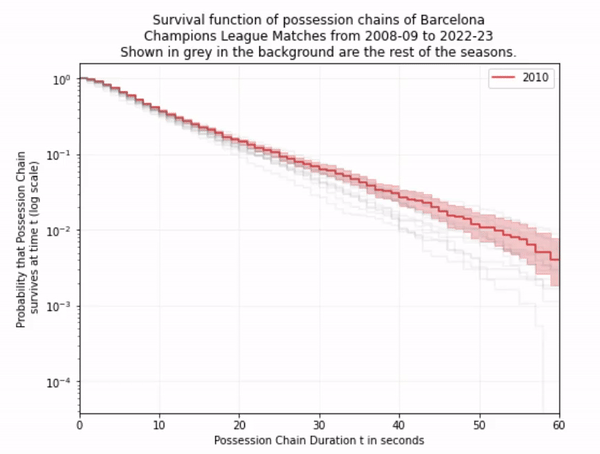 Survival function of possession chains of Barcelona
Champions League Matches from 2008-09 to 2022-23
Shown in grey in the background are the rest of the seasons.
2010
10⁰
10⁻¹
10⁻²
10⁻³
10⁻⁴
Probability that Possession Chain
survives at time t (log scale)
0 10 20 30 40 50 60
Possession Chain Duration t in seconds